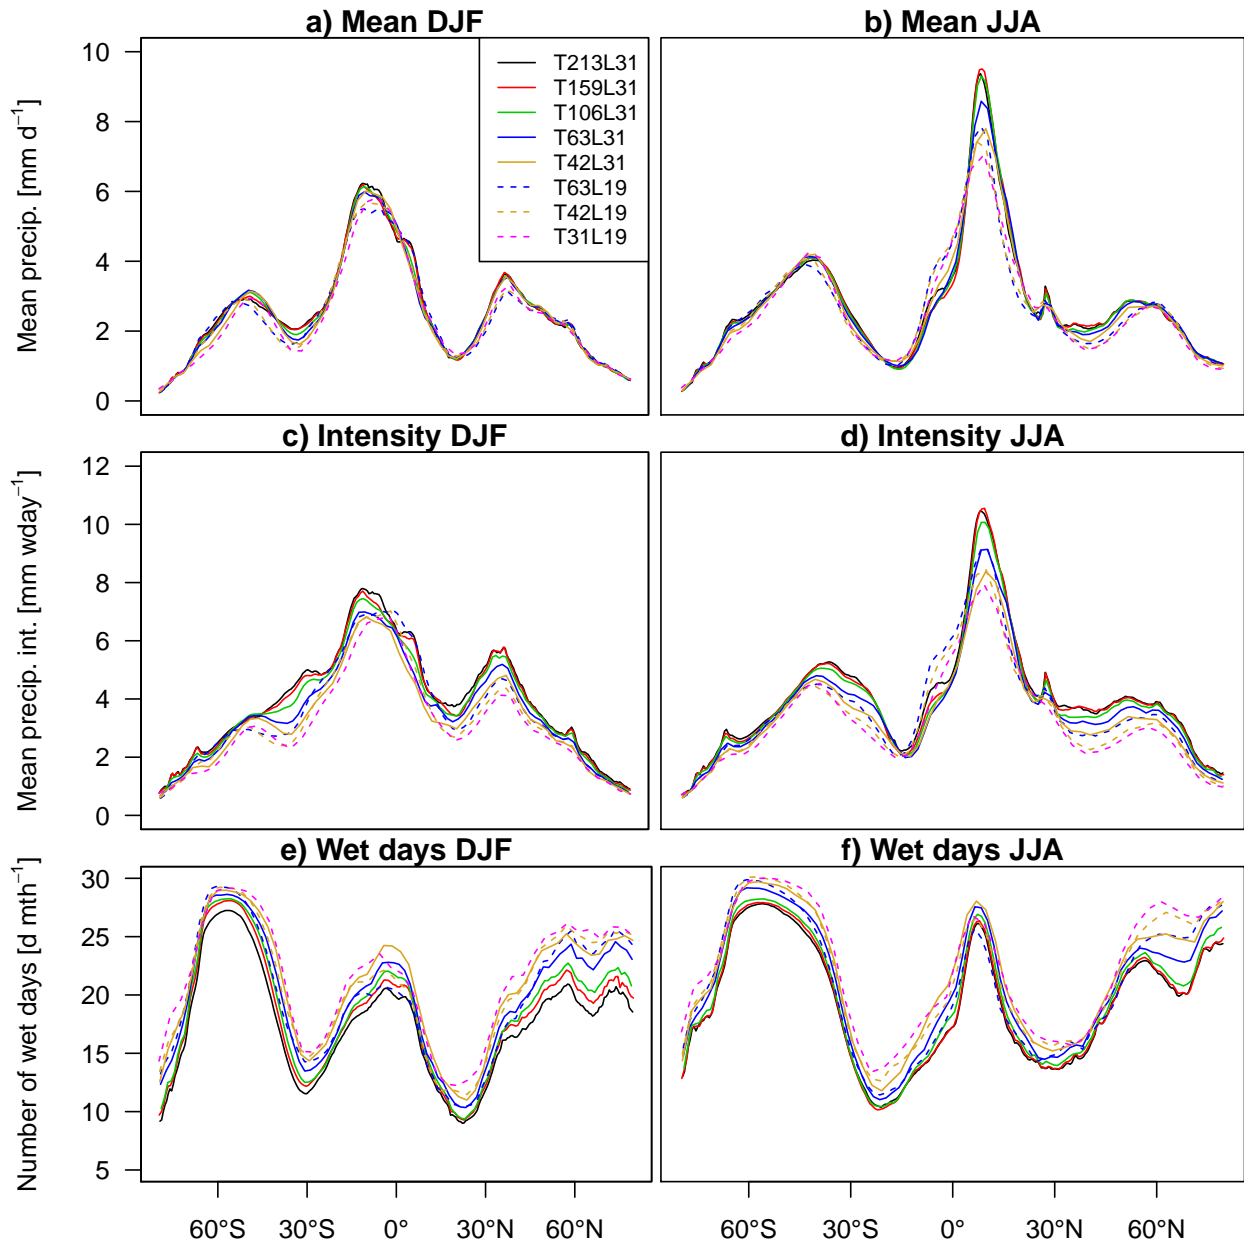 a) Mean DJF
b) Mean JJA
Mean precip. [mm d⁻¹]
10
8
6
4
2
0
T213L31
T159L31
T106L31
T63L31
T42L31
T63L19
T42L19
T31L19
c) Intensity DJF
d) Intensity JJA
Mean precip. int. [mm wday⁻¹]
12
10
8
6
4
2
0
e) Wet days DJF
f) Wet days JJA
Number of wet days [d mth⁻¹]
30
25
20
15
10
5
60°S 30°S 0° 30°N 60°N
60°S 30°S 0° 30°N 60°N